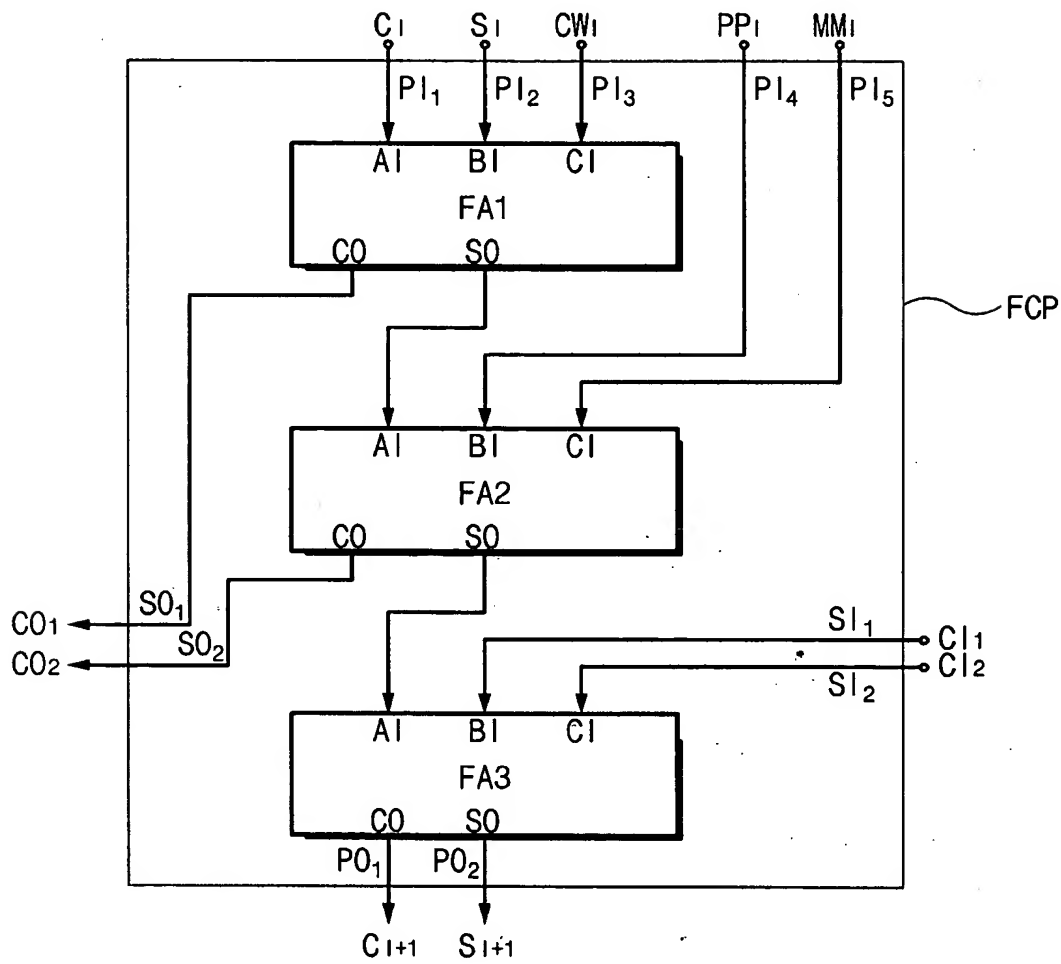 CI SI CWI PPI MMI
PI1 PI2 PI3 PI4 PI5
AI BI CI
FA1
CO SO
FCP
AI BI CI
FA2
CO SO
SO1
CO1
SO2
CO2
SI1
CI1
CI2
SI2
AI BI CI
FA3
CO SO
PO1 PO2
CI+1 SI+1